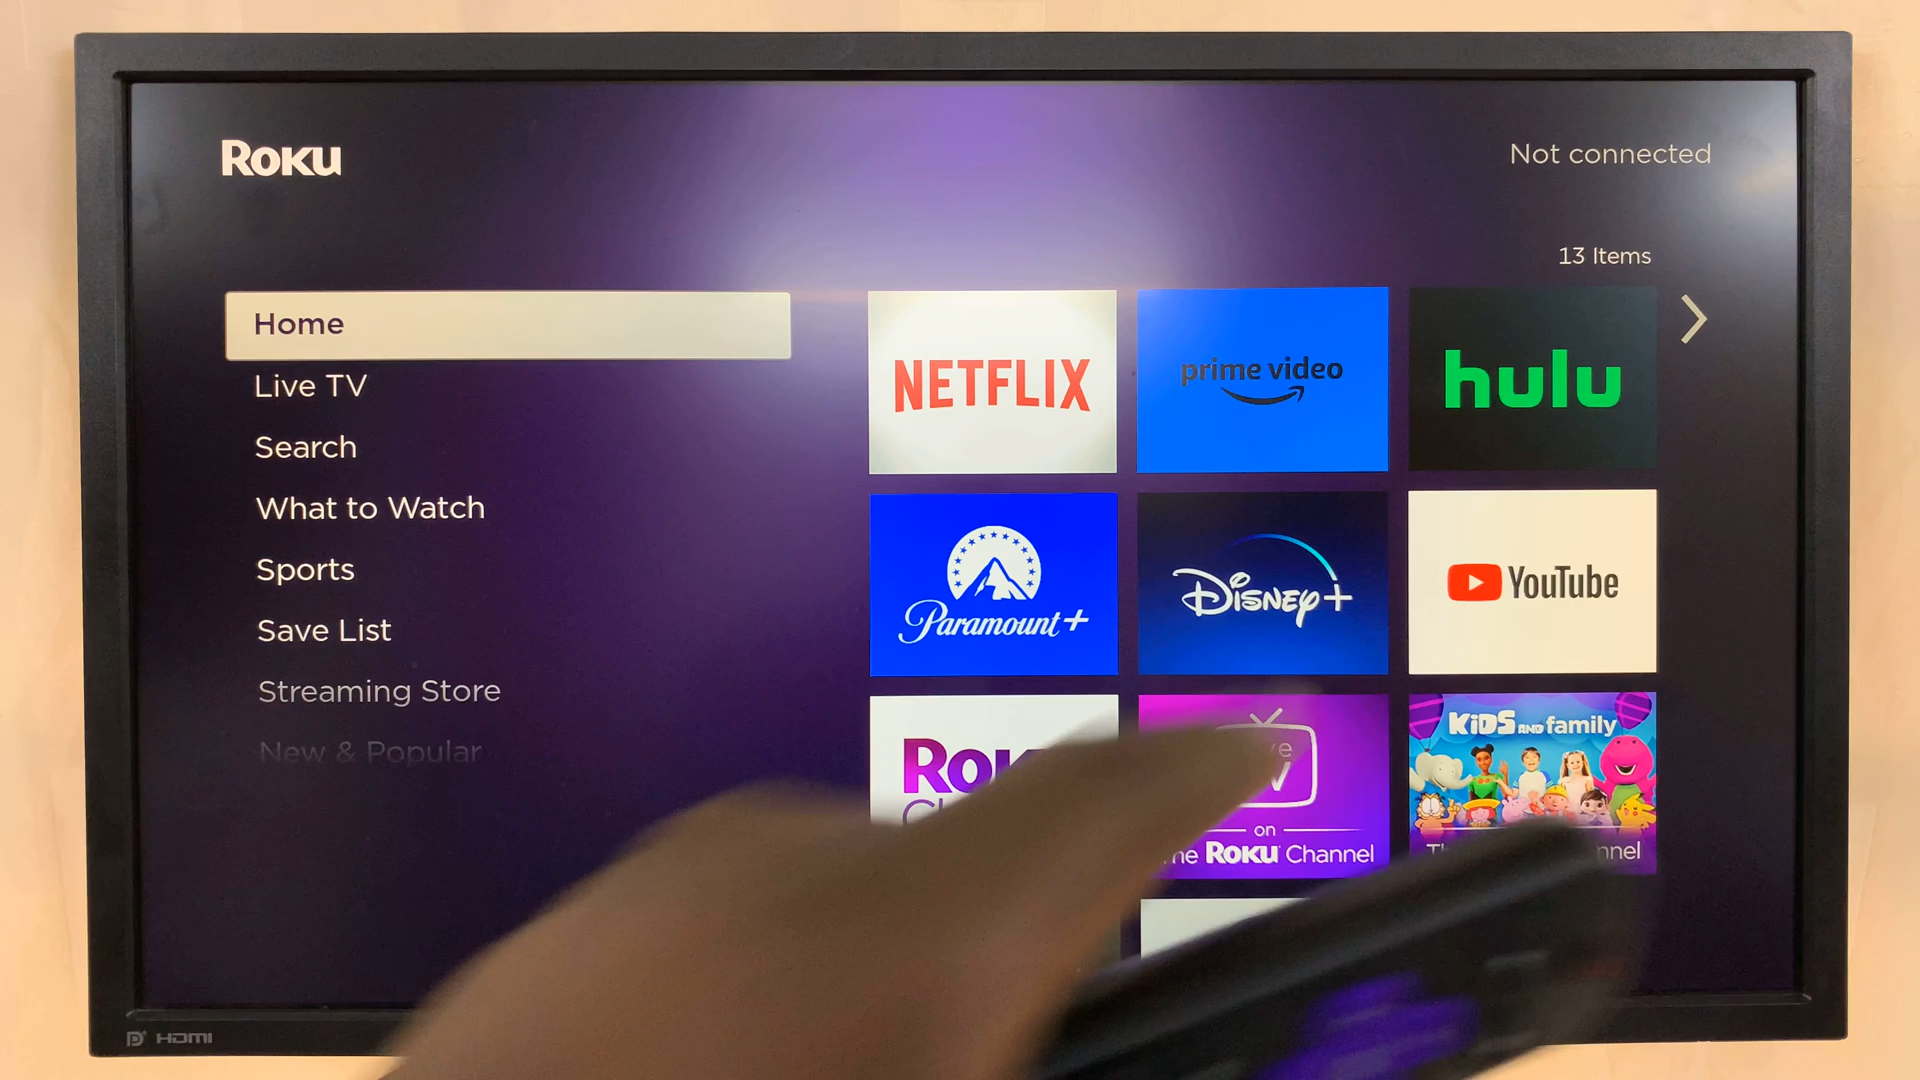 Roku
Not connected
13 Items
Home
Live TV
Search
What to Watch
Sports
Save List
Streaming Store
New & Popular
NETFLIX
prime video
hulu
Paramount+
Disney+
YouTube
on
Roku Channel
KiDS AND family
HDMI